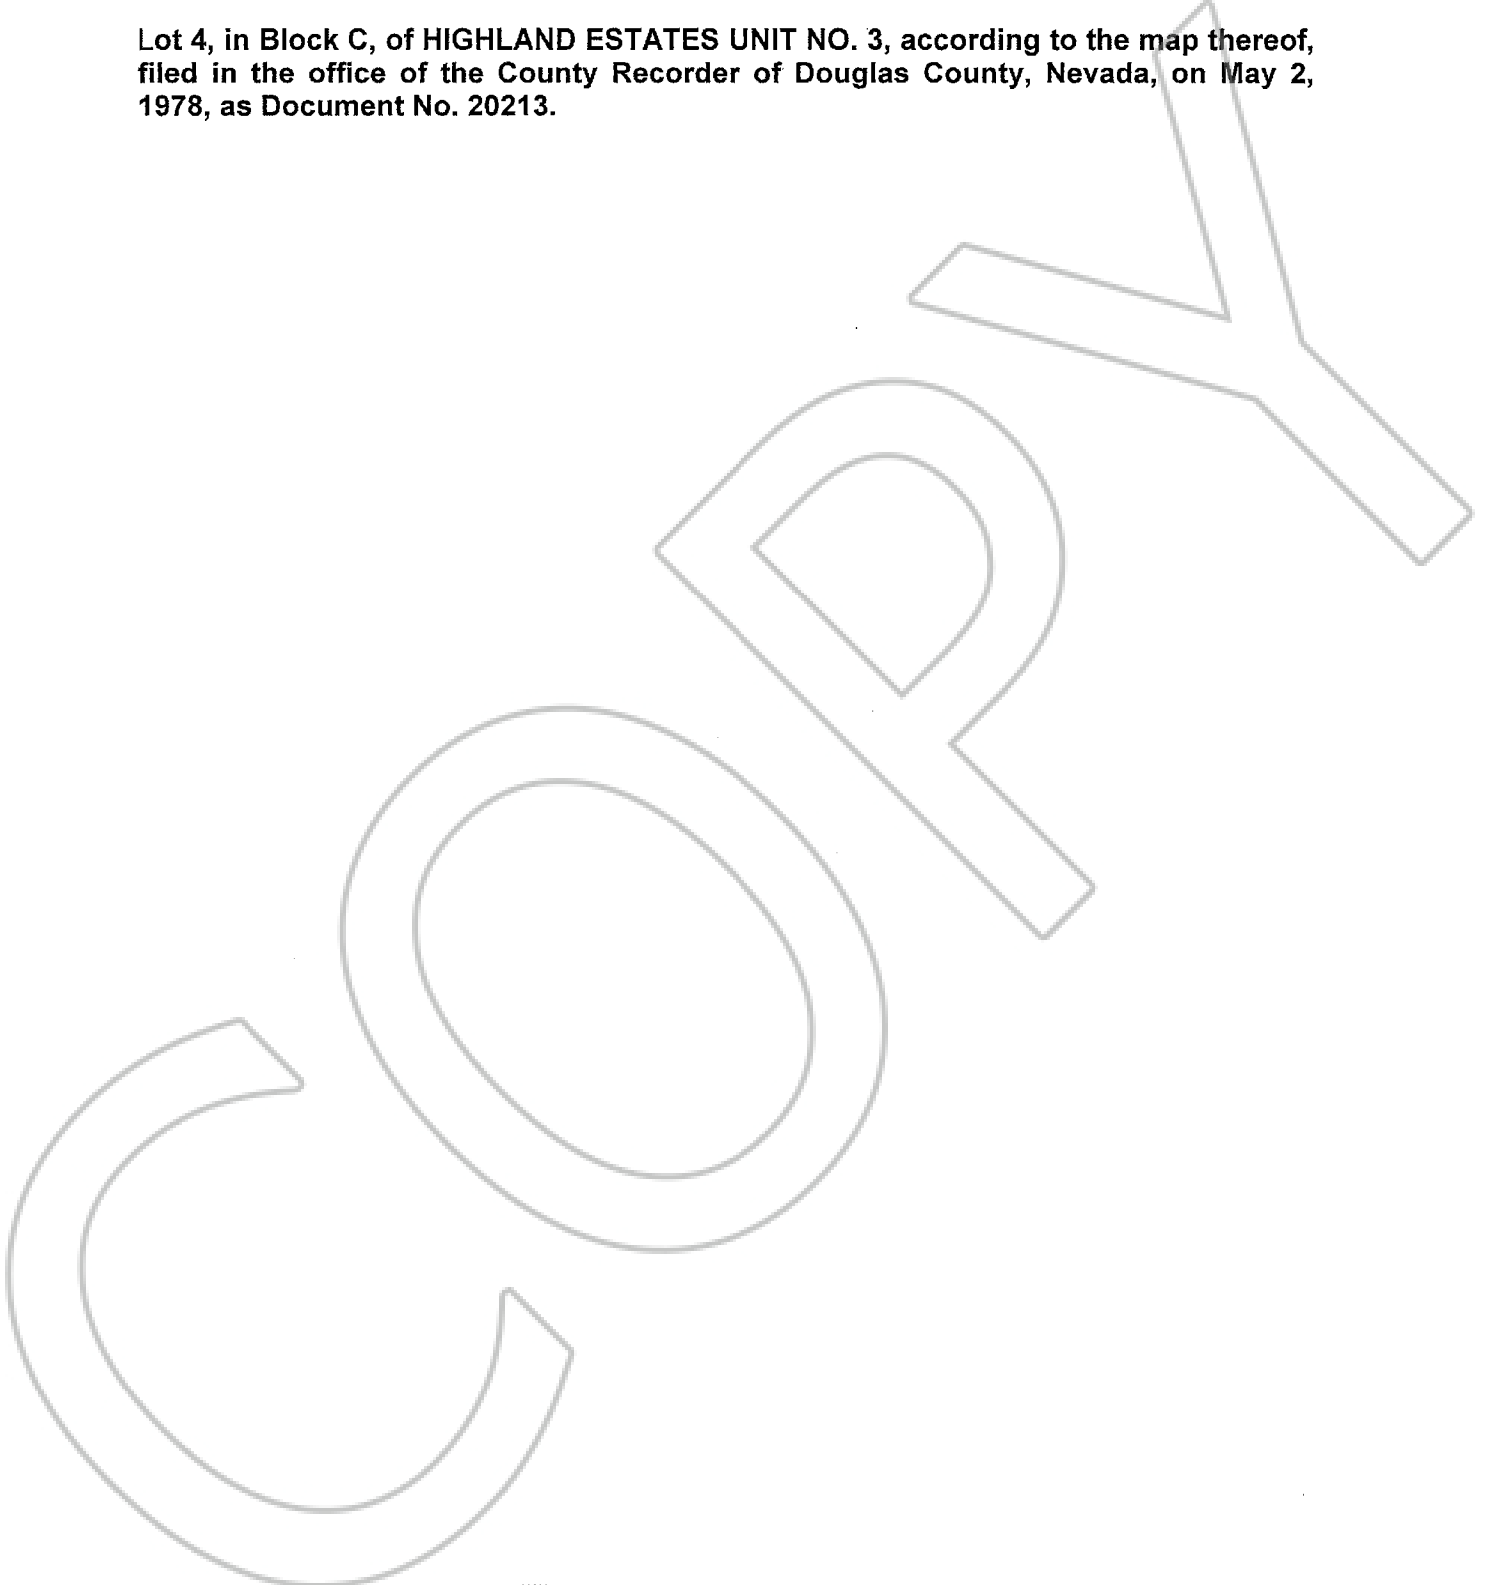 Lot 4, in Block C, of HIGHLAND ESTATES UNIT NO. 3, according to the map thereof,
filed in the office of the County Recorder of Douglas County, Nevada, on May 2,
1978, as Document No. 20213.
COPY